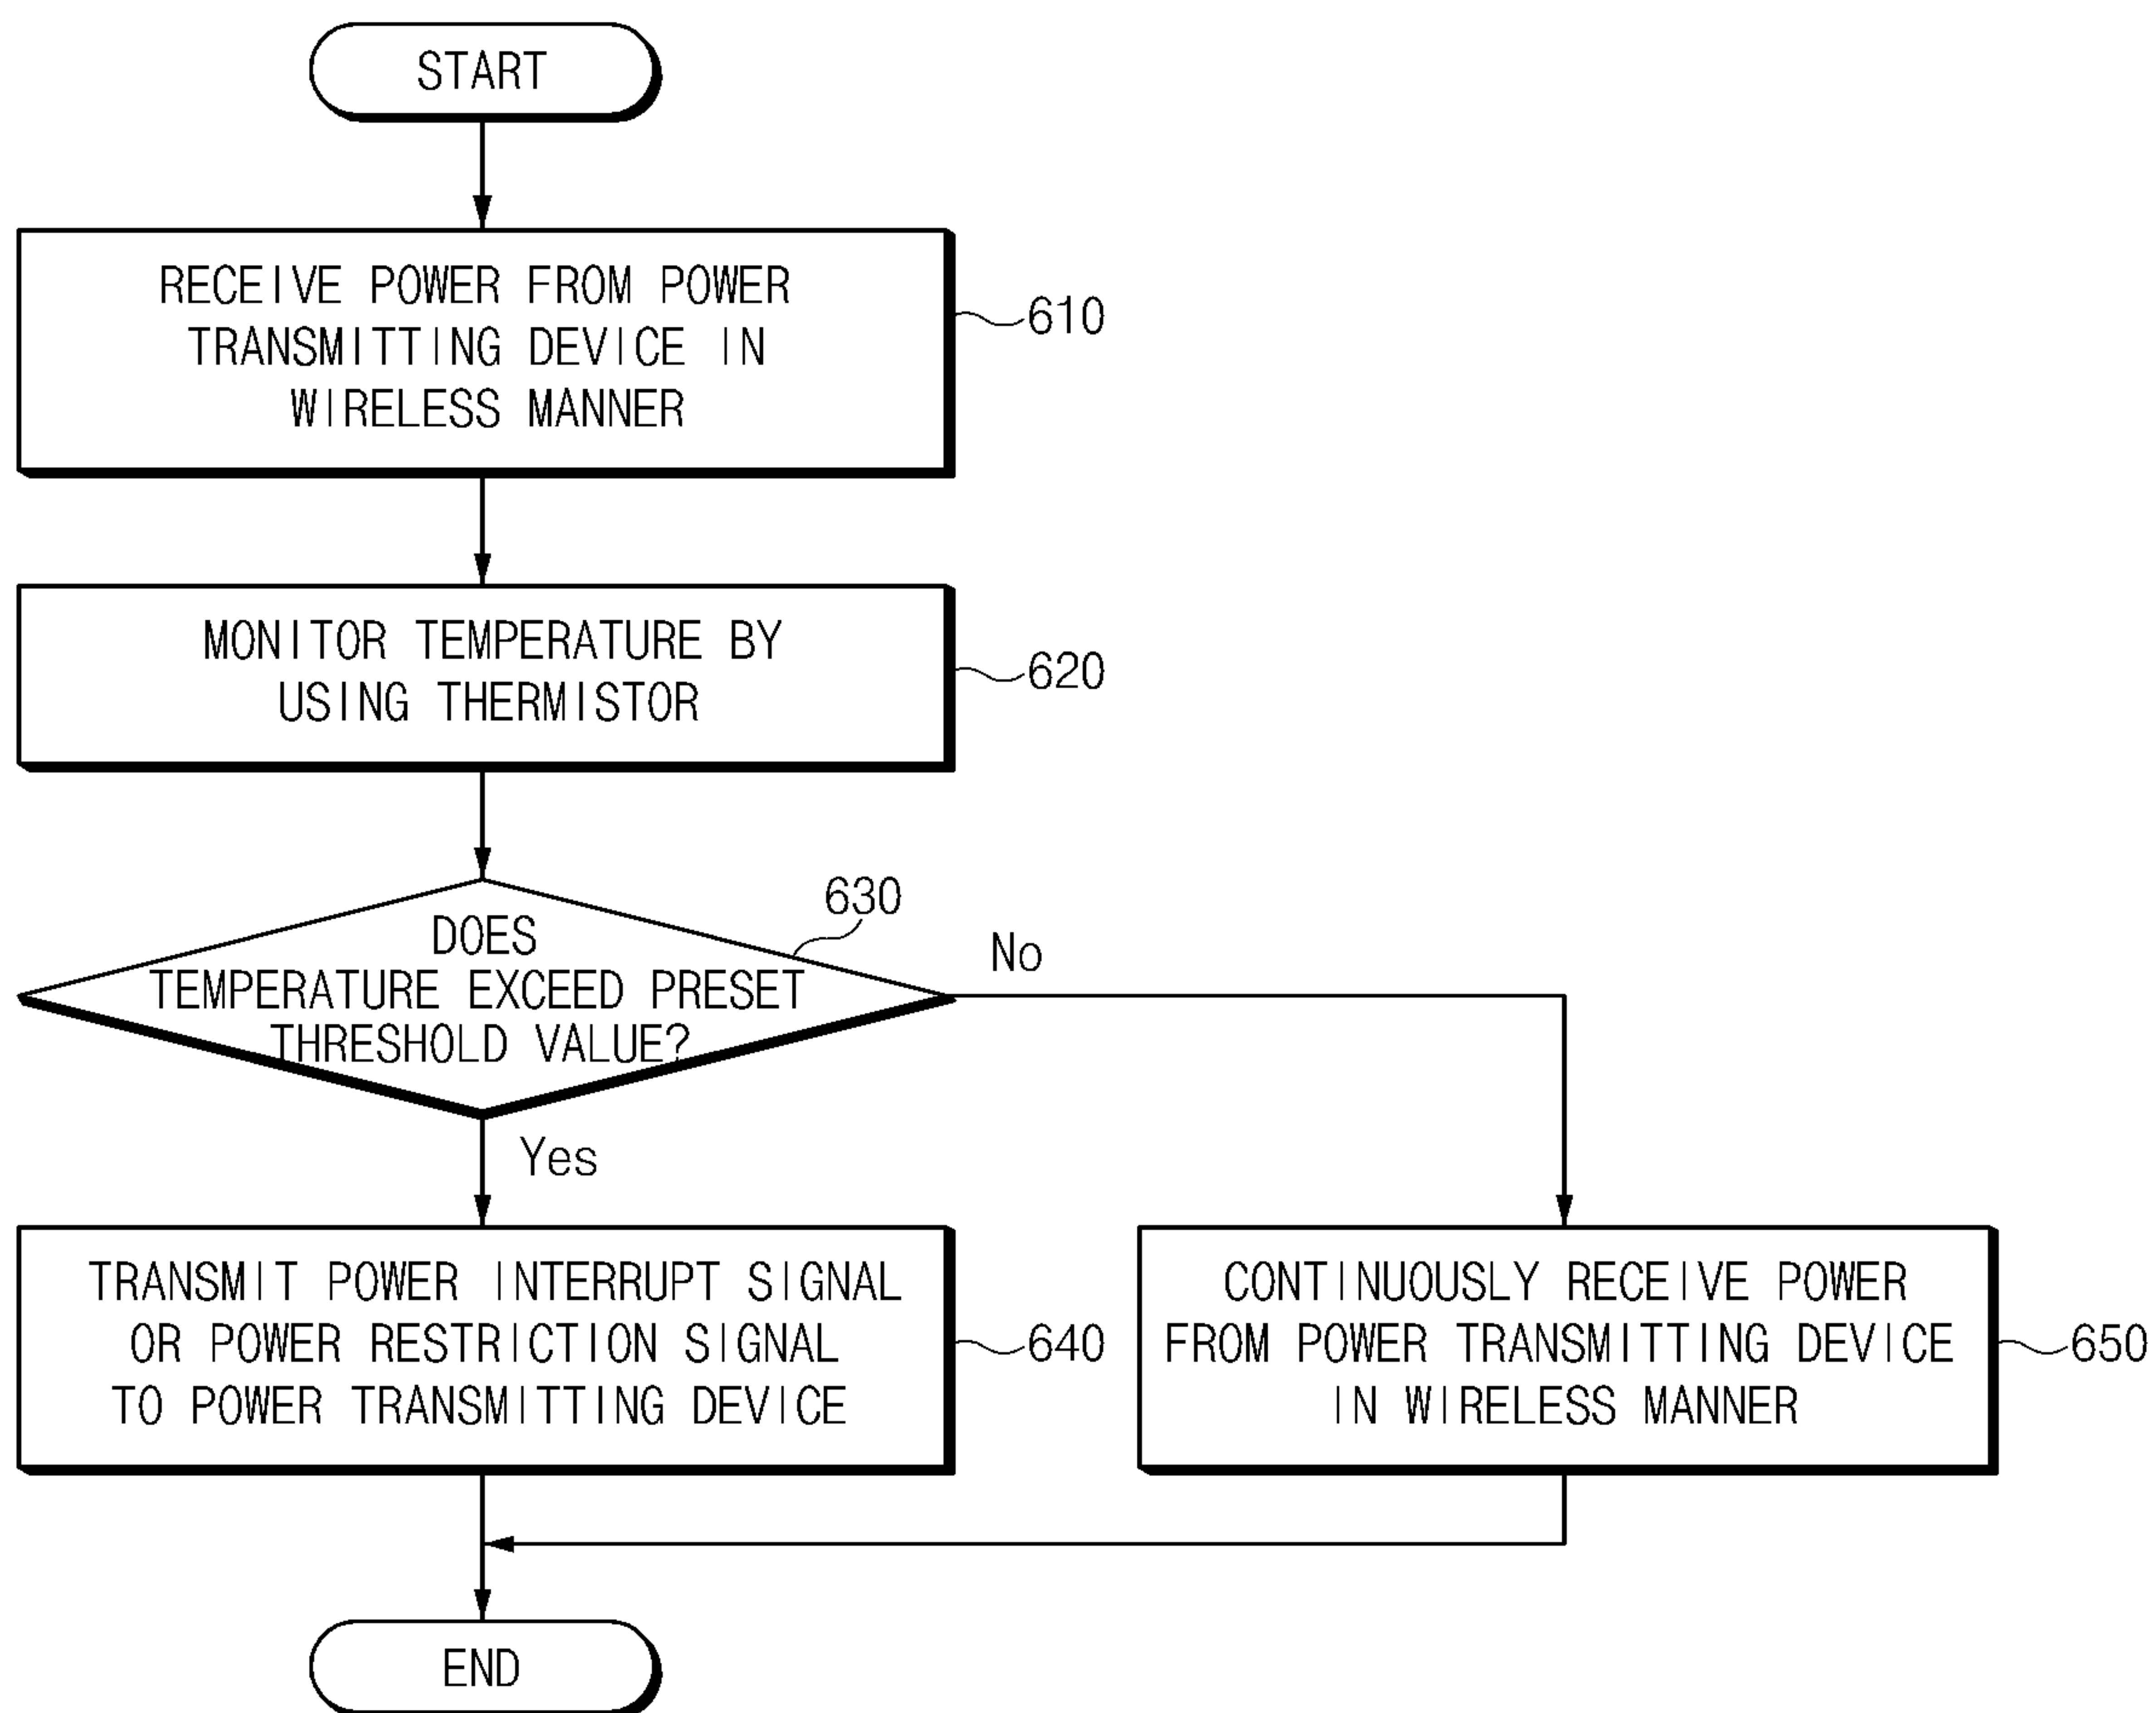 START
RECEIVE POWER FROM POWER
TRANSMITTING DEVICE IN
WIRELESS MANNER
610
MONITOR TEMPERATURE BY
USING THERMISTOR
620
630
DOES
TEMPERATURE EXCEED PRESET
THRESHOLD VALUE?
No
Yes
TRANSMIT POWER INTERRUPT SIGNAL
OR POWER RESTRICTION SIGNAL
TO POWER TRANSMITTING DEVICE
640
CONTINUOUSLY RECEIVE POWER
FROM POWER TRANSMITTING DEVICE
IN WIRELESS MANNER
650
END